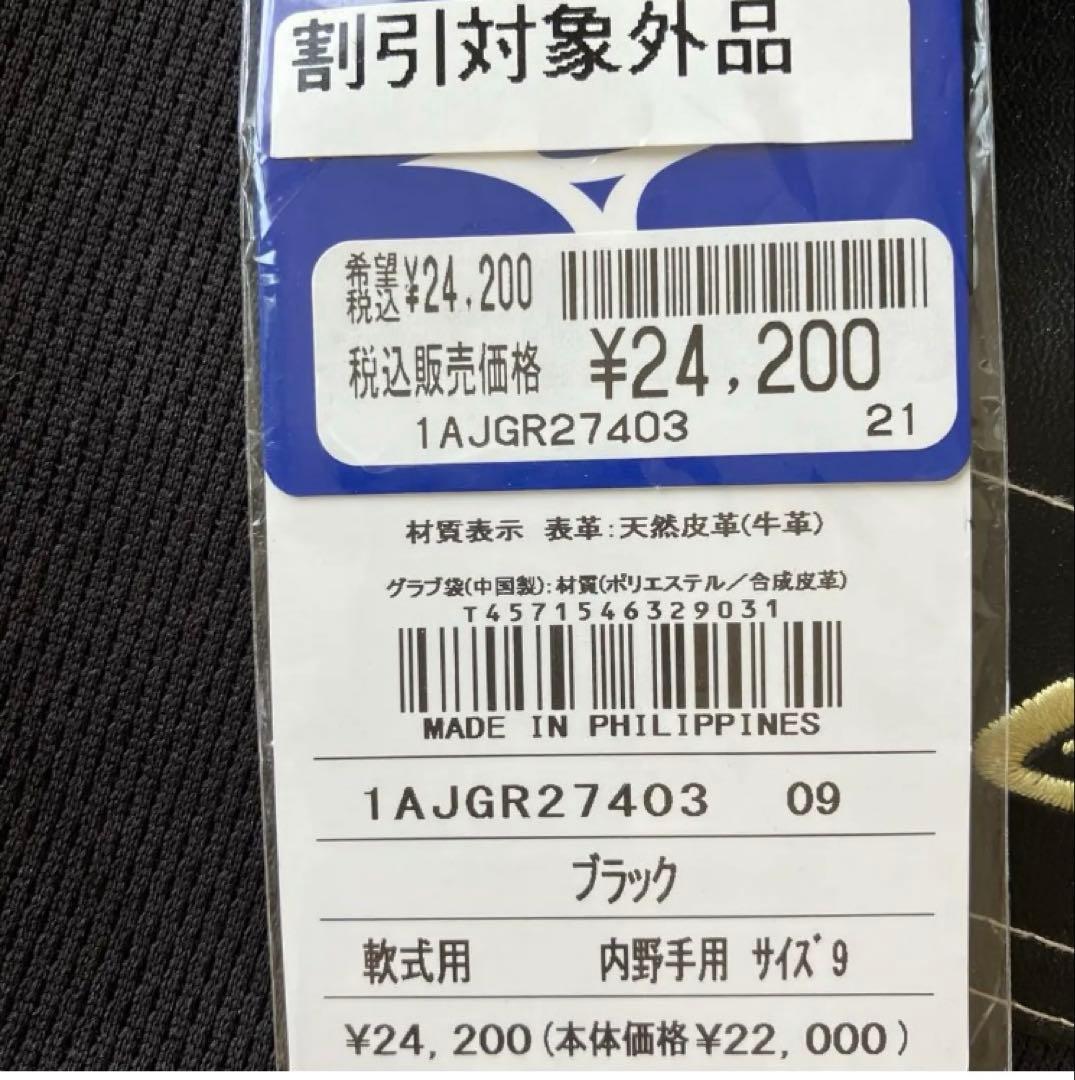 割引対象外品
希望税込 ¥24,200
税込販売価格 ¥24,200
1AJGR27403 21
材質表示 表革:天然皮革(牛革)
グラブ袋(中国製):材質(ポリエステル/合成皮革)
T4571546329031
MADE IN PHILIPPINES
1AJGR27403 09
ブラック
軟式用 内野手用 サイズ9
¥24,200(本体価格¥22,000)